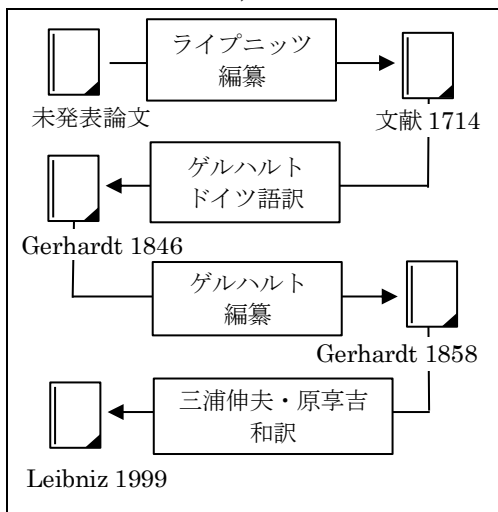 ライプニッツ
編纂
未発表論文
文献 1714
ゲルハルト
ドイツ語訳
Gerhardt 1846
ゲルハルト
編纂
Gerhardt 1858
三浦伸夫・原享吉
和訳
Leibniz 1999